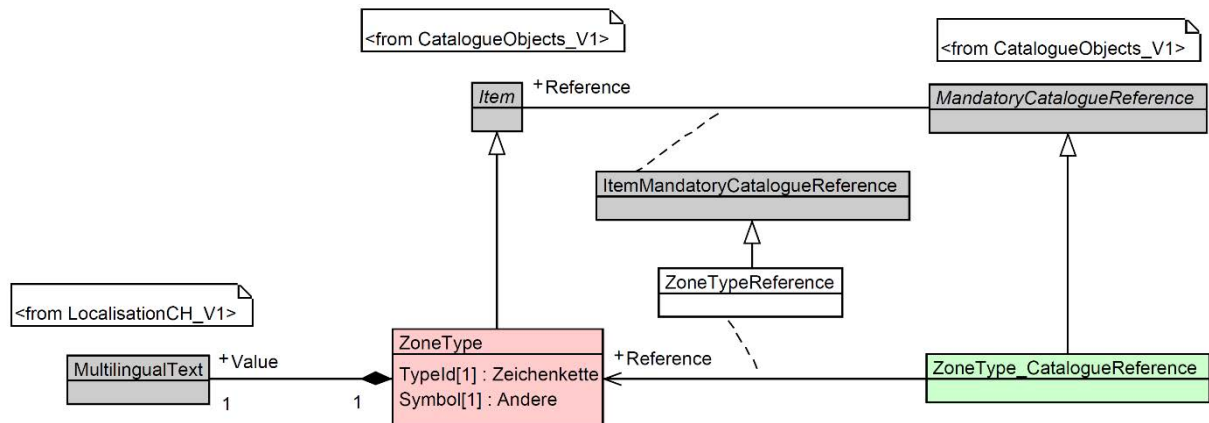 <from CatalogueObjects_V1>
<from CatalogueObjects_V1>
Item
+Reference
MandatoryCatalogueReference
ItemMandatoryCatalogueReference
ZoneTypeReference
<from LocalisationCH_V1>
MultilingualText
+Value
1
1
ZoneType
TypeId[1] : Zeichenkette
Symbol[1] : Andere
+Reference
ZoneType_CatalogueReference